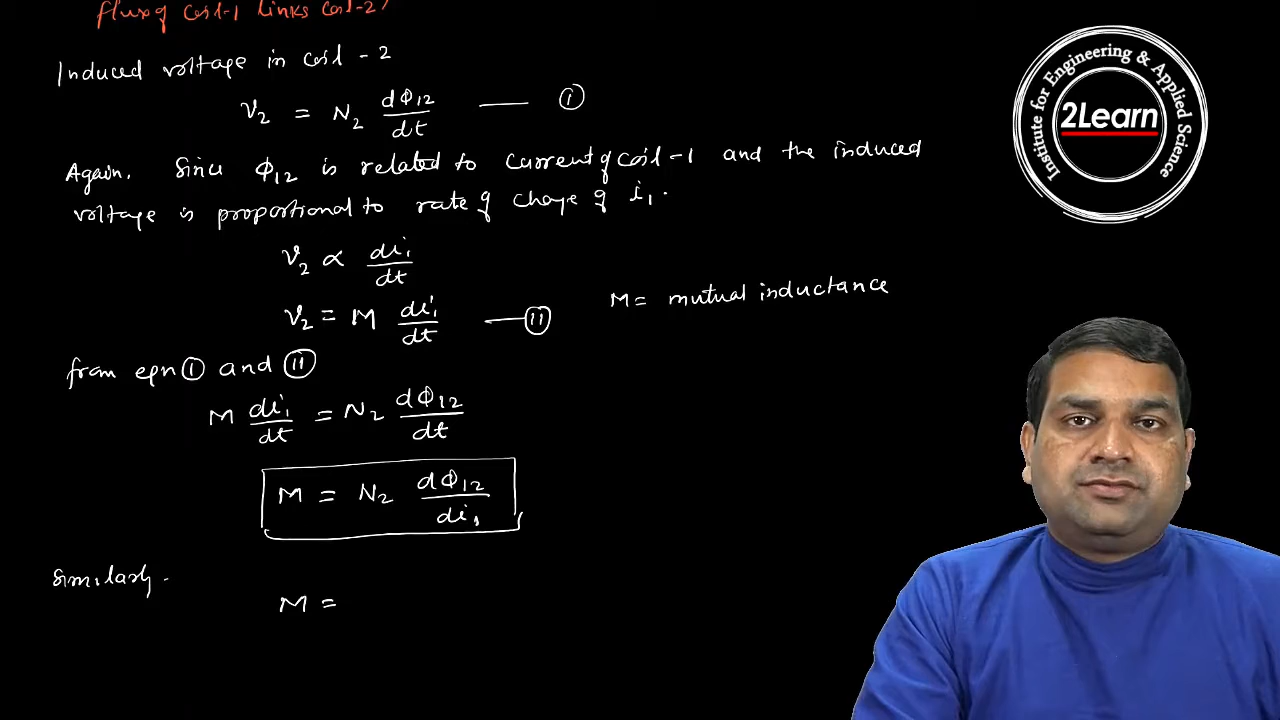 flux of coil-1 links coil-2)
Induced voltage in coil - 2
v₂ = N₂ dΦ₁₂/dt —— Ⓘ
Again. Since Φ₁₂ is related to current of coil-1 and the induced
voltage is proportional to rate of chage of i₁.
v₂ ∝ di₁/dt
v₂ = M di₁/dt —— Ⓘ Ⓘ
M = mutual inductance
from eqn Ⓘ and Ⓘ Ⓘ
M di₁/dt = N₂ dΦ₁₂/dt
M = N₂ dΦ₁₂/di₁
Similarly.
M =
Institute for Engineering & Applied Science
2Learn